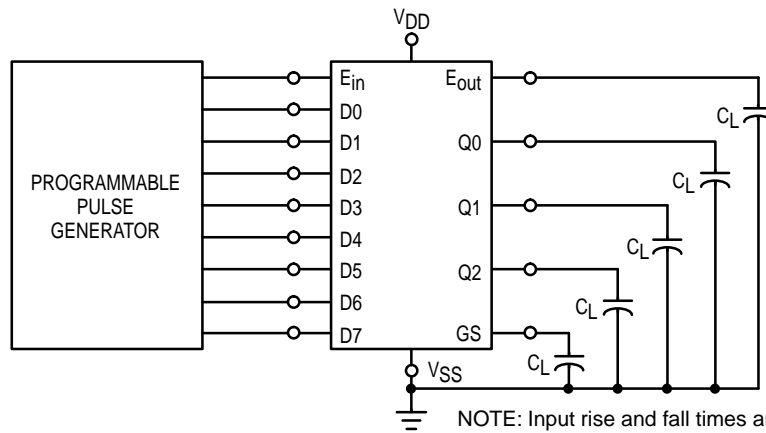 VDD
PROGRAMMABLE
PULSE
GENERATOR
Ein
D0
D1
D2
D3
D4
D5
D6
D7
Eout
Q0
Q1
Q2
GS
CL
CL
CL
CL
CL
VSS
NOTE: Input rise and fall times